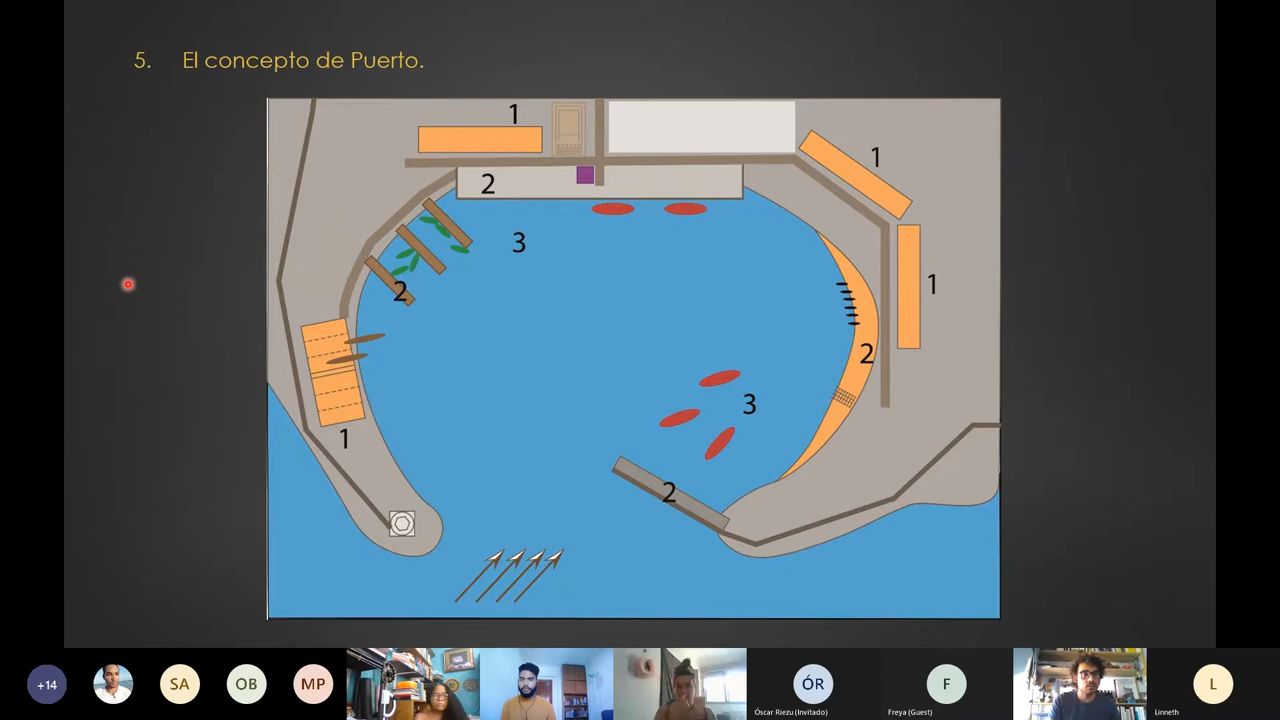 5. El concepto de Puerto.
1
1
2
3
2
1
2
3
1
2
+14
SA
OB
MP
ÓR
F
L
Óscar Riezu (Invitado)
Freya (Guest)
Linneth